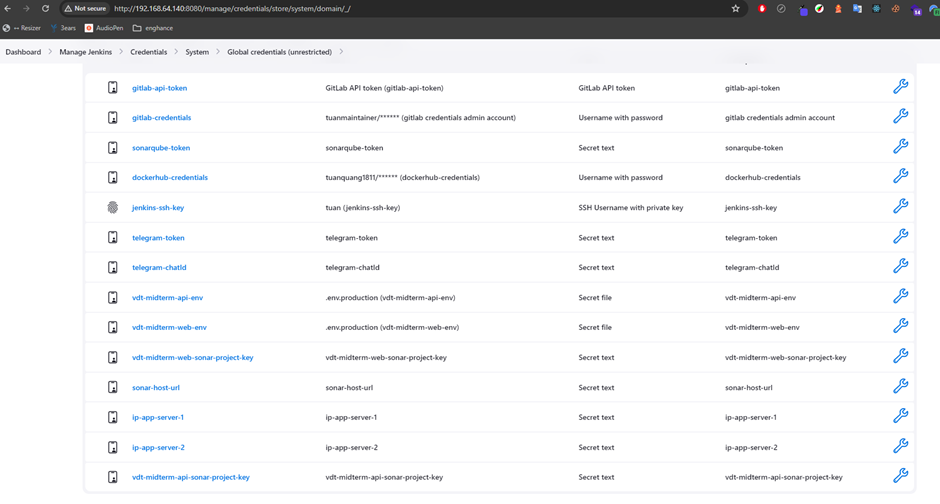 Not secure http://192.168.64.140:8080/manage/credentials/store/system/domain/_/
↔ Resizer 3ears AudioPen enghance
Dashboard > Manage Jenkins > Credentials > System > Global credentials (unrestricted) >
gitlab-api-token GitLab API token (gitlab-api-token) GitLab API token gitlab-api-token
gitlab-credentials tuanmaintainer/****** (gitlab credentials admin account) Username with password gitlab credentials admin account
sonarqube-token sonarqube-token Secret text sonarqube-token
dockerhub-credentials tuanquang1811/****** (dockerhub-credentials) Username with password dockerhub-credentials
jenkins-ssh-key tuan (jenkins-ssh-key) SSH Username with private key jenkins-ssh-key
telegram-token telegram-token Secret text telegram-token
telegram-chatId telegram-chatId Secret text telegram-chatId
vdt-midterm-api-env .env.production (vdt-midterm-api-env) Secret file vdt-midterm-api-env
vdt-midterm-web-env .env.production (vdt-midterm-web-env) Secret file vdt-midterm-web-env
vdt-midterm-web-sonar-project-key vdt-midterm-web-sonar-project-key Secret text vdt-midterm-web-sonar-project-key
sonar-host-url sonar-host-url Secret text sonar-host-url
ip-app-server-1 ip-app-server-1 Secret text ip-app-server-1
ip-app-server-2 ip-app-server-2 Secret text ip-app-server-2
vdt-midterm-api-sonar-project-key vdt-midterm-api-sonar-project-key Secret text vdt-midterm-api-sonar-project-key